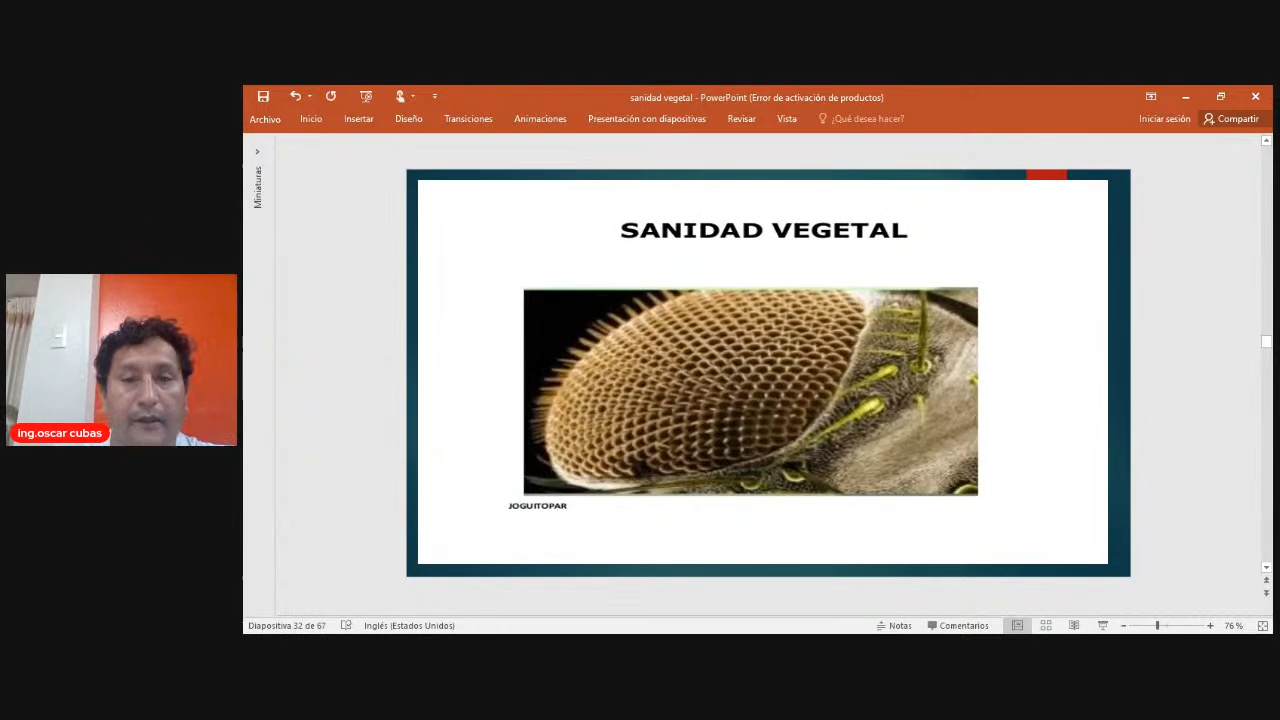 sanidad vegetal - PowerPoint (Error de activación de productos)
Archivo Inicio Insertar Diseño Transiciones Animaciones Presentación con diapositivas Revisar Vista ¿Qué desea hacer? Iniciar sesión Compartir
Miniaturas
SANIDAD VEGETAL
JOGUITOPAR
ing.oscar cubas
Diapositiva 32 de 67 Inglés (Estados Unidos) Notas Comentarios 76 %